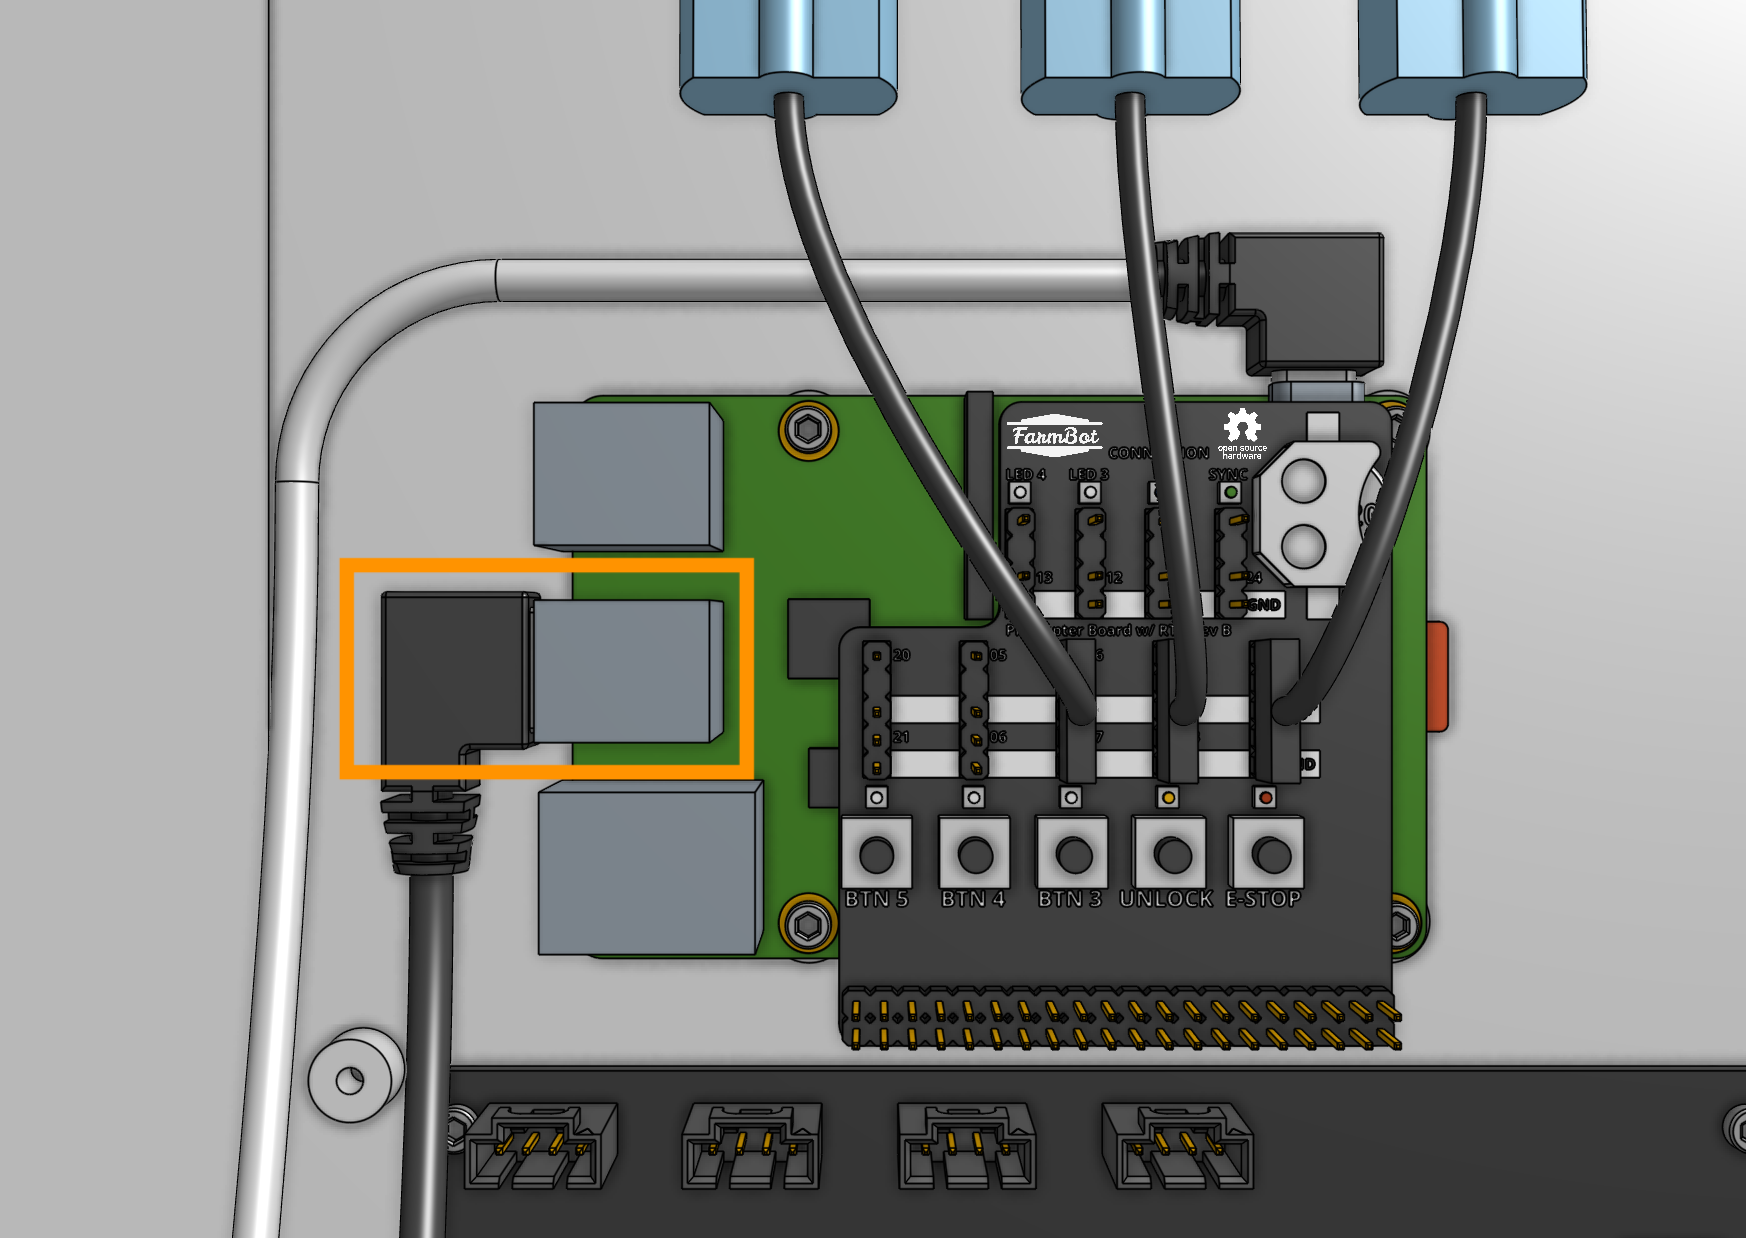 FarmBot
open source
hardware
LED 4
LED 3
SYNC
13
12
24
GND
20
05
21
06
BTN 5
BTN 4
BTN 3
UNLOCK
E-STOP